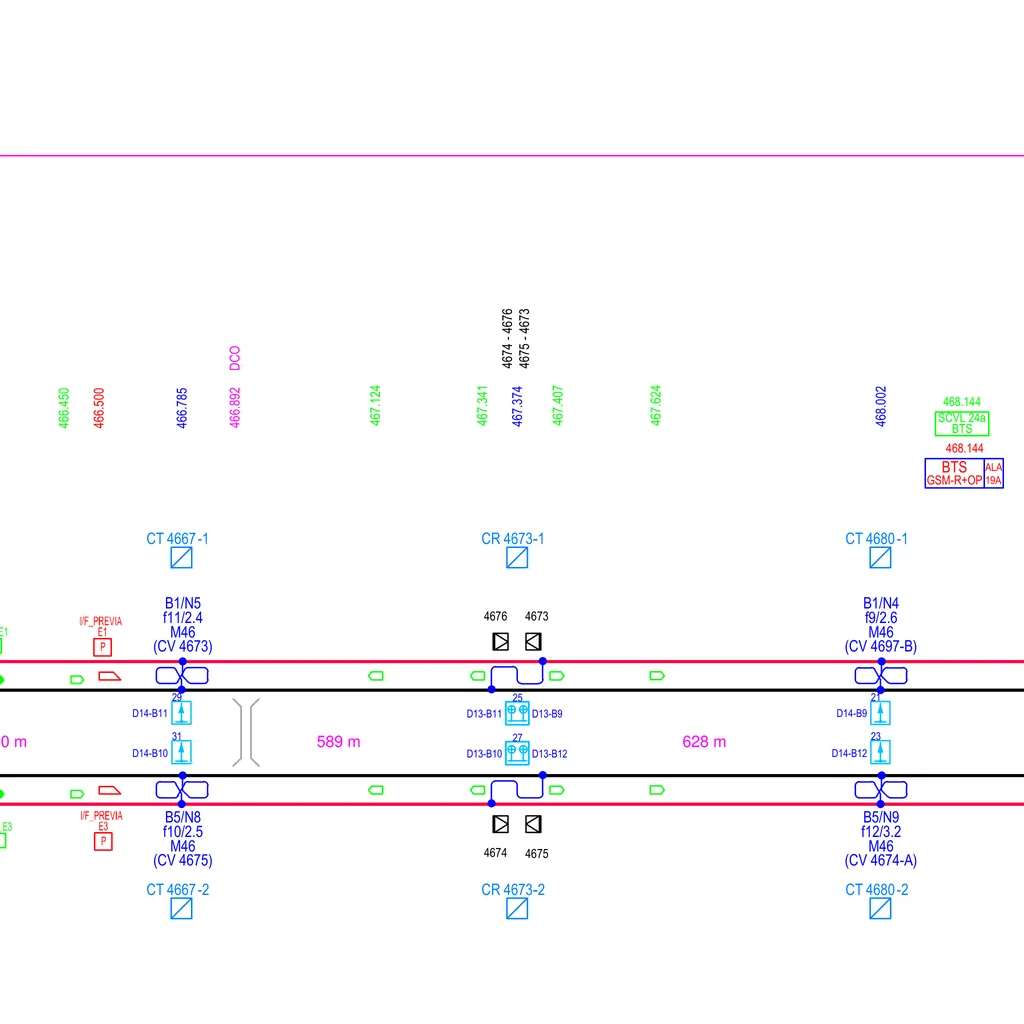 4674 - 4676
4675 - 4673
DCO
466.450
466.500
466.785
466.892
467.124
467.341
467.374
467.407
467.624
468.002
468.144
SCVL 24a
BTS
468.144
BTS
GSM-R+OP
ALA
19A
CT 4667-1
CR 4673-1
CT 4680-1
B1/N5
f11/2.4
M46
(CV 4673)
B1/N4
f9/2.6
M46
(CV 4697-B)
4676
4673
I/F_PREVIA
E1
P
E1
29
D14-B11
25
D13-B11
D13-B9
21
D14-B9
0 m
589 m
628 m
31
D14-B10
27
D13-B10
D13-B12
23
D14-B12
I/F_PREVIA
E3
P
E3
B5/N8
f10/2.5
M46
(CV 4675)
B5/N9
f12/3.2
M46
(CV 4674-A)
4674
4675
CT 4667-2
CR 4673-2
CT 4680-2